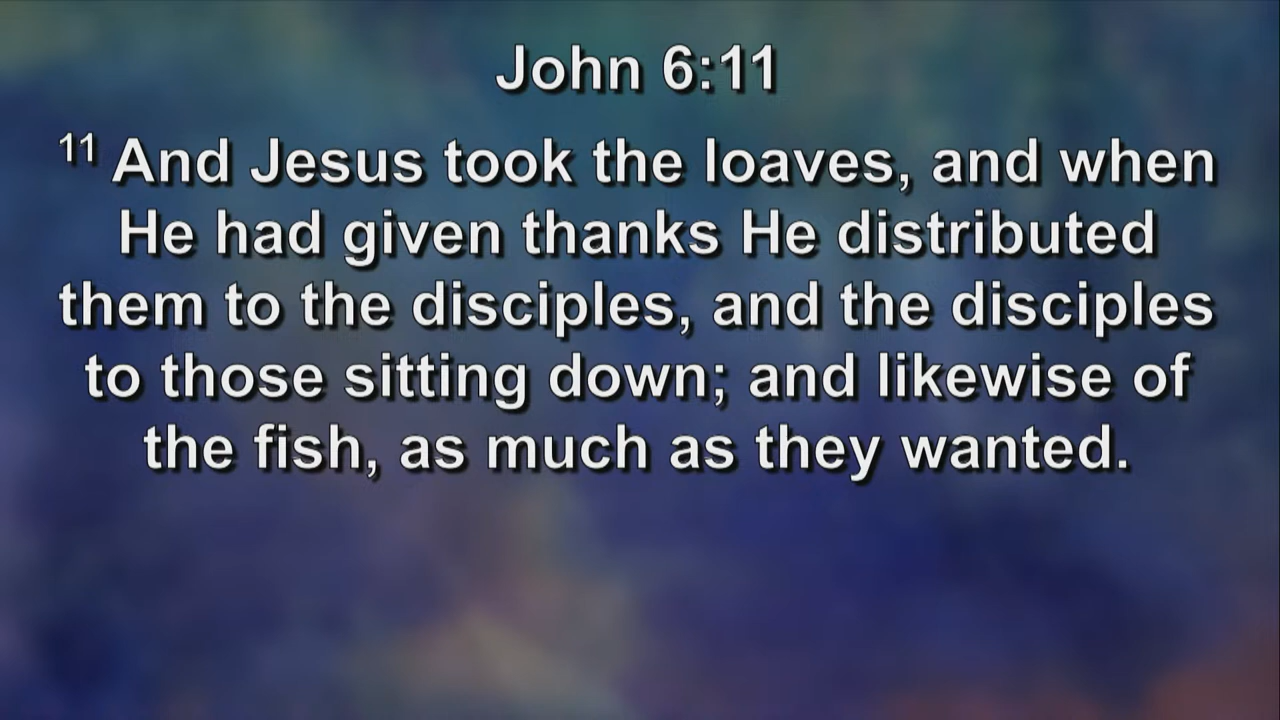 John 6:11
11 And Jesus took the loaves, and when
He had given thanks He distributed
them to the disciples, and the disciples
to those sitting down; and likewise of
the fish, as much as they wanted.